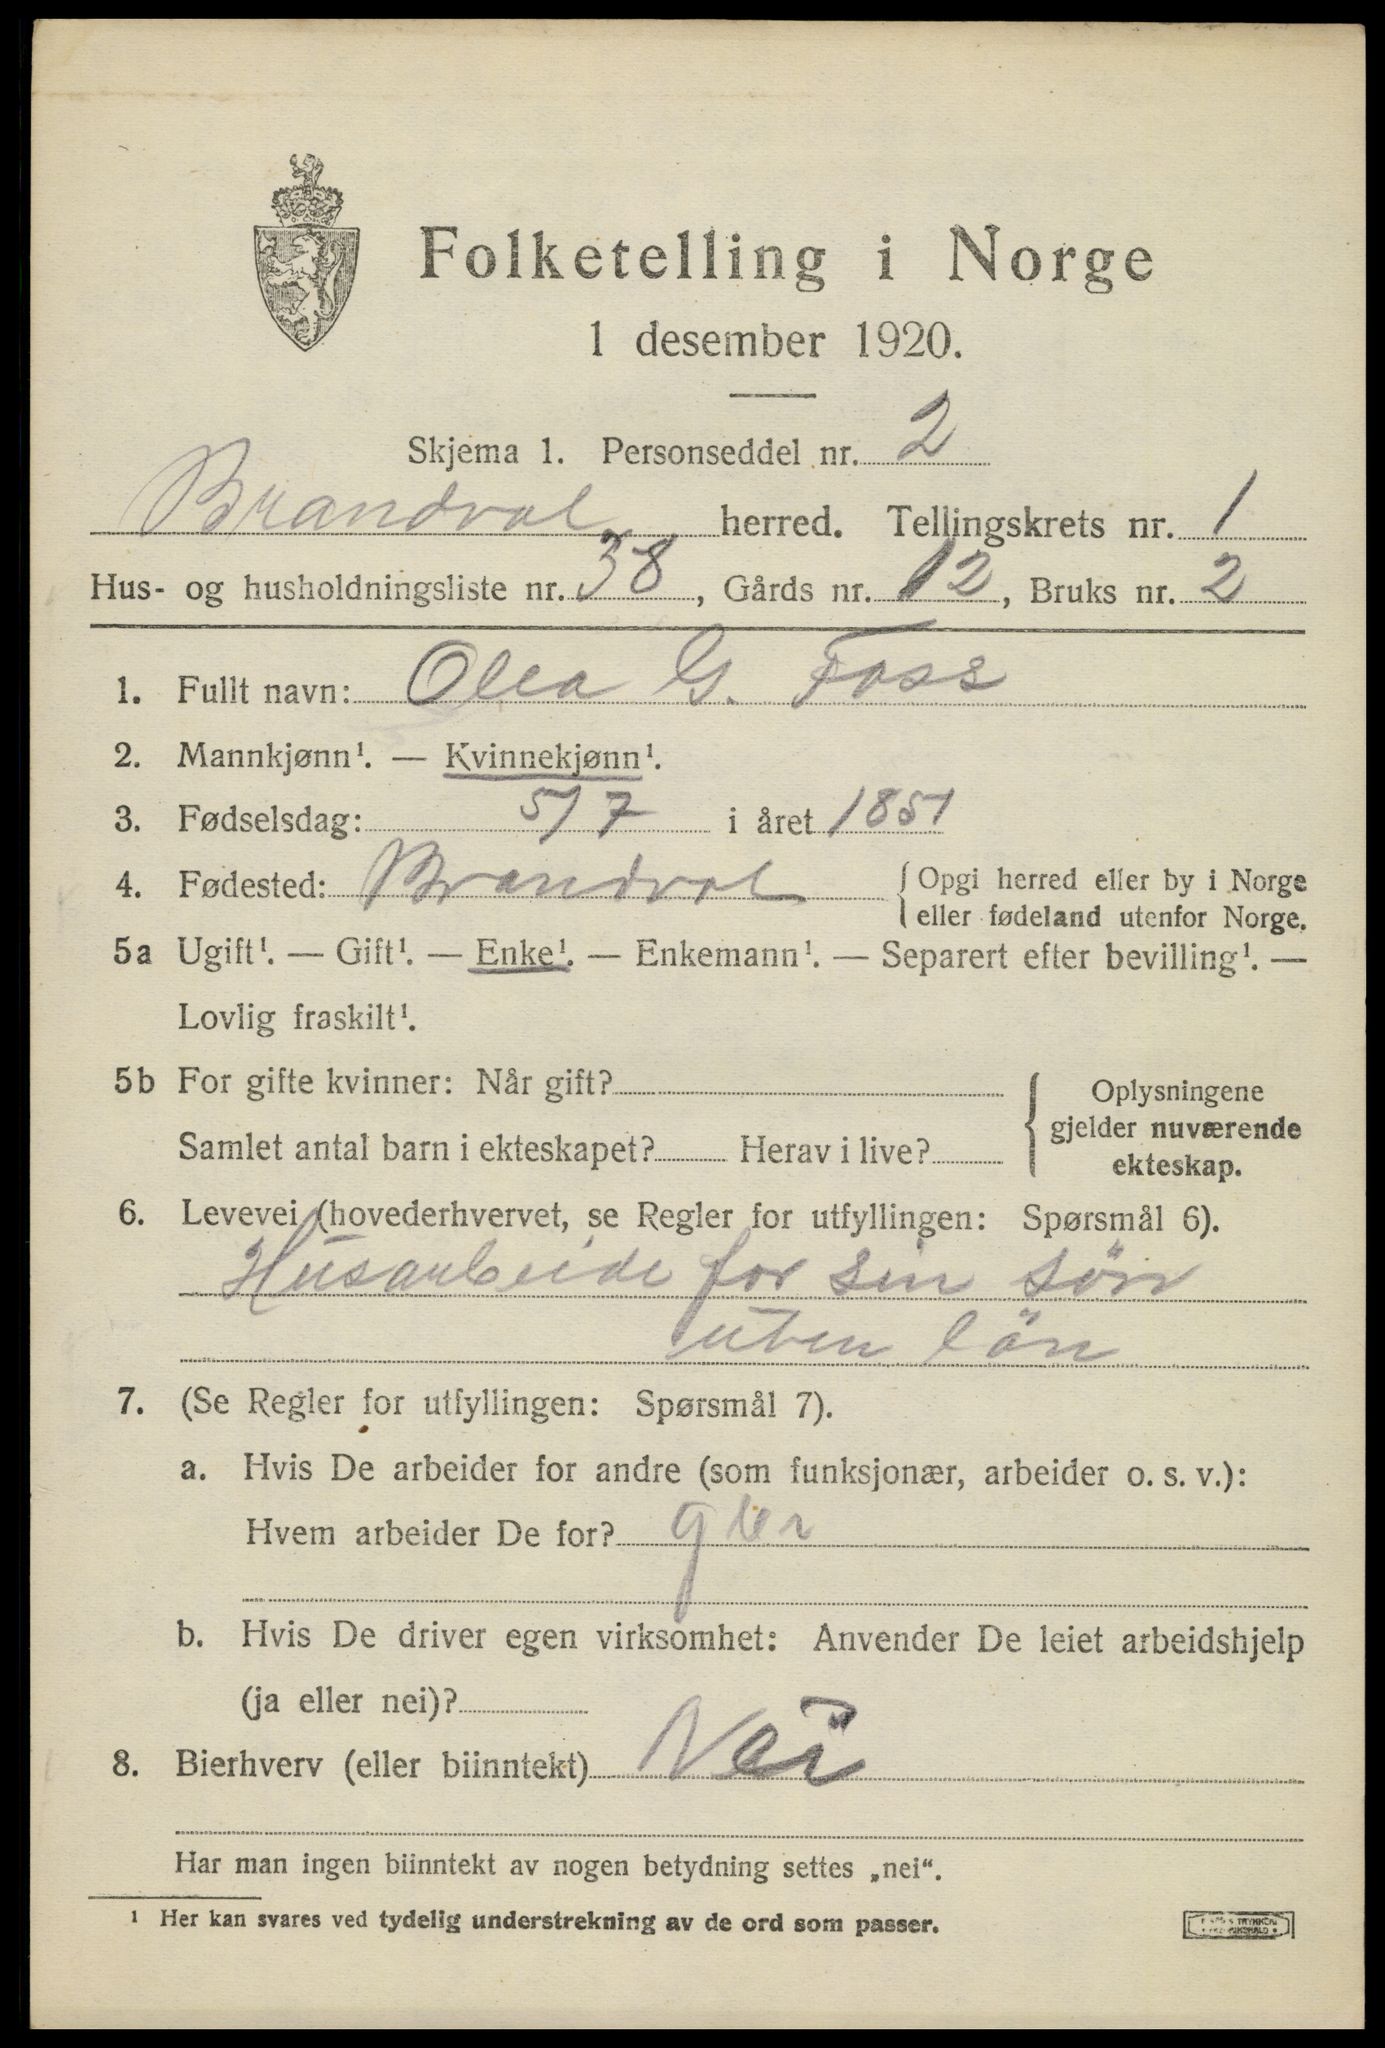 Folketelling i Norge
1 desember 1920.
Skjema 1. Personseddel nr. 2
Brandval herred. Tellingskrets nr. 1
Hus- og husholdningsliste nr. 38, Gårds nr. 12, Bruks nr. 2
1. Fullt navn: Olea G. Foss
2. Mannkjønn¹. — Kvinnekjønn¹.
3. Fødselsdag: 5/7 i året 1851
4. Fødested: Brandval { Opgi herred eller by i Norge
eller fødeland utenfor Norge.
5a Ugift¹. — Gift¹. — Enke¹. — Enkemann¹. — Separert efter bevilling¹. —
Lovlig fraskilt¹.
5b For gifte kvinner: Når gift?
Samlet antal barn i ekteskapet? Herav i live?
{ Oplysningene
gjelder nuværende
ekteskap.
6. Levevei (hovederhvervet, se Regler for utfyllingen: Spørsmål 6).
Husarbeide for sin sön
uten lön
7. (Se Regler for utfyllingen: Spørsmål 7).
a. Hvis De arbeider for andre (som funksjonær, arbeider o. s. v.):
Hvem arbeider De for?
b. Hvis De driver egen virksomhet: Anvender De leiet arbeidshjelp
(ja eller nei)?
8. Bierhverv (eller biinntekt) Nei
Har man ingen biinntekt av nogen betydning settes „nei“.
¹ Her kan svares ved tydelig understrekning av de ord som passer.